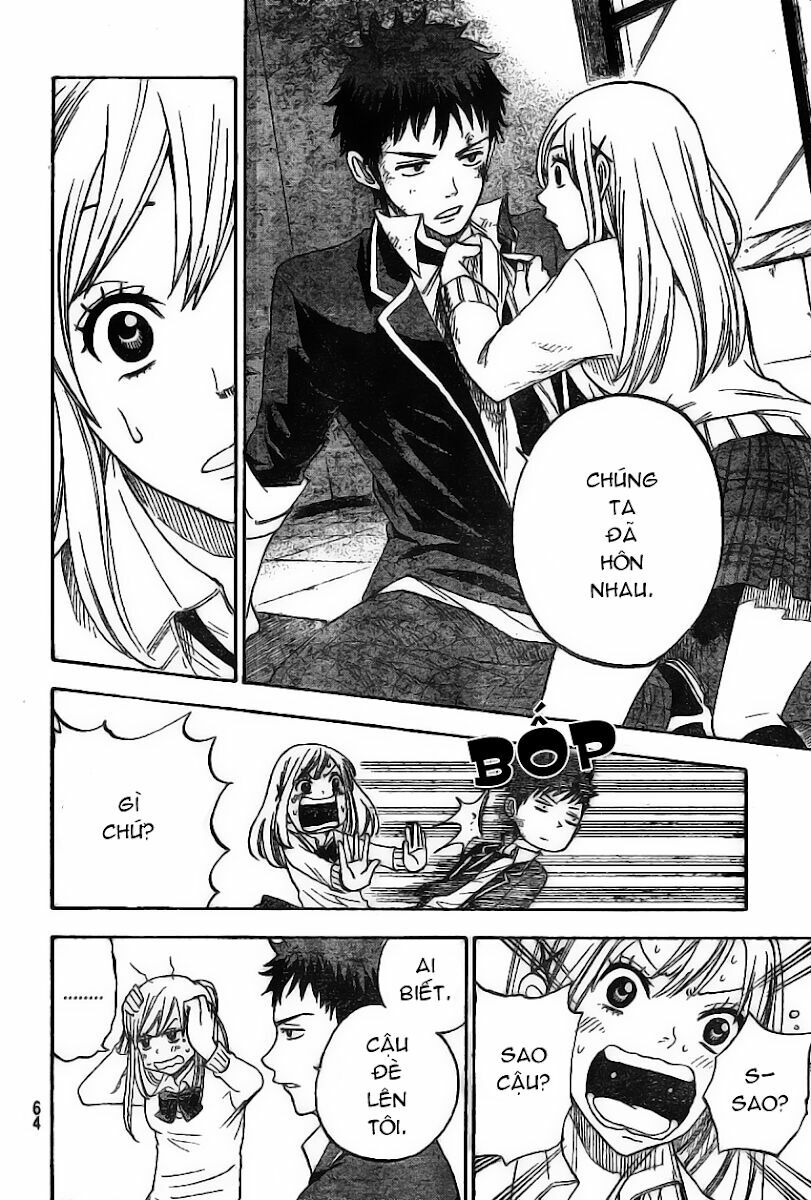 CHÚNG
TA
ĐÃ
HÔN
NHAU.
BỐP
GÌ
CHỨ?
S-
SAO?
SAO
CẬU?
AI
BIẾT.
CẬU
ĐÈ
LÊN
TÔI.
.........
64